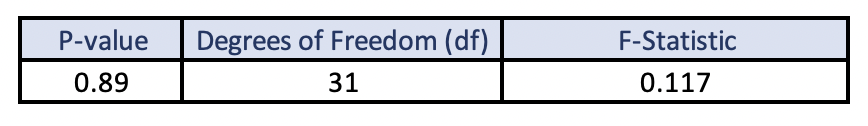 P-value Degrees of Freedom (df) F-Statistic
0.89 31 0.117